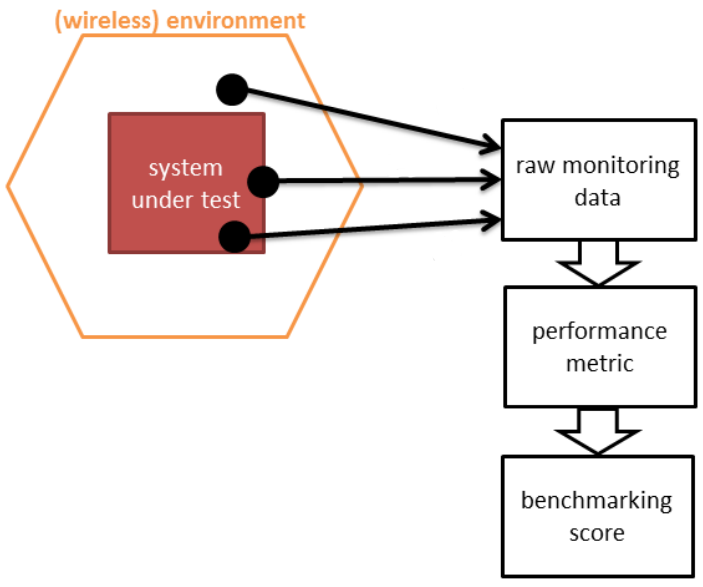 (wireless) environment
system
under test
raw monitoring
data
performance
metric
benchmarking
score